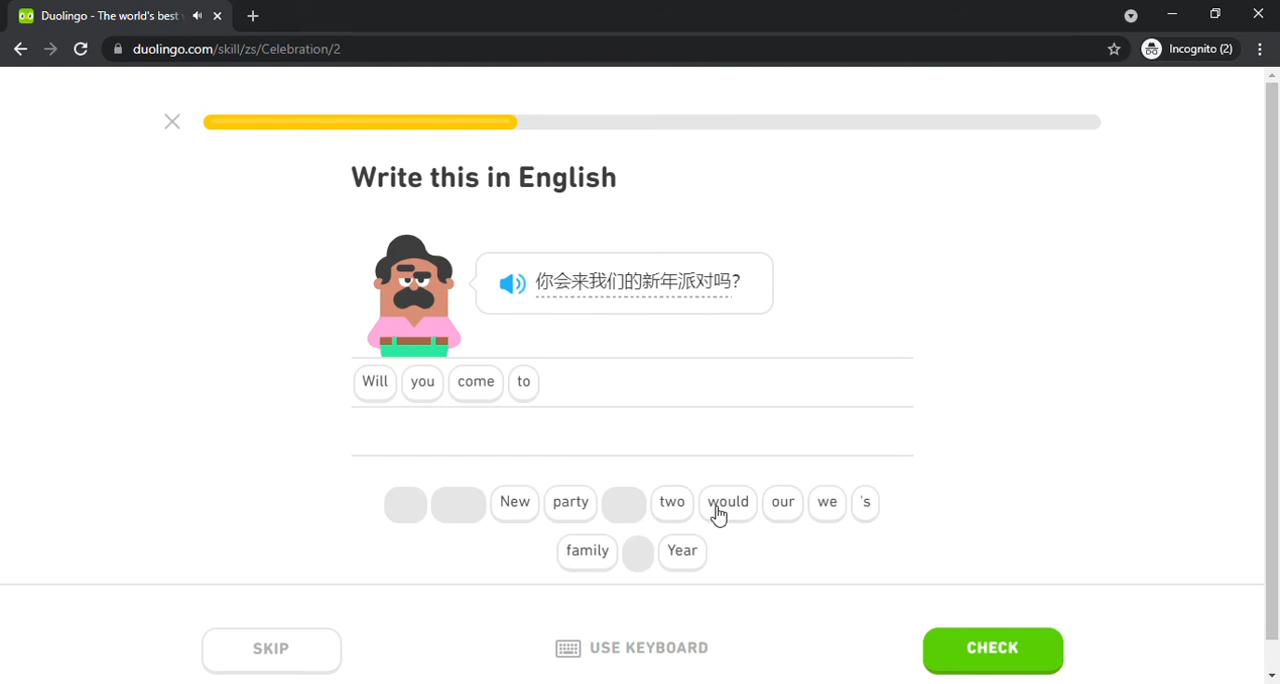 Duolingo - The world's best
duolingo.com/skill/zs/Celebration/2
Incognito (2)
Write this in English
你会来我们的新年派对吗?
Will you come to
New party two would our we 's
family Year
SKIP
USE KEYBOARD
CHECK